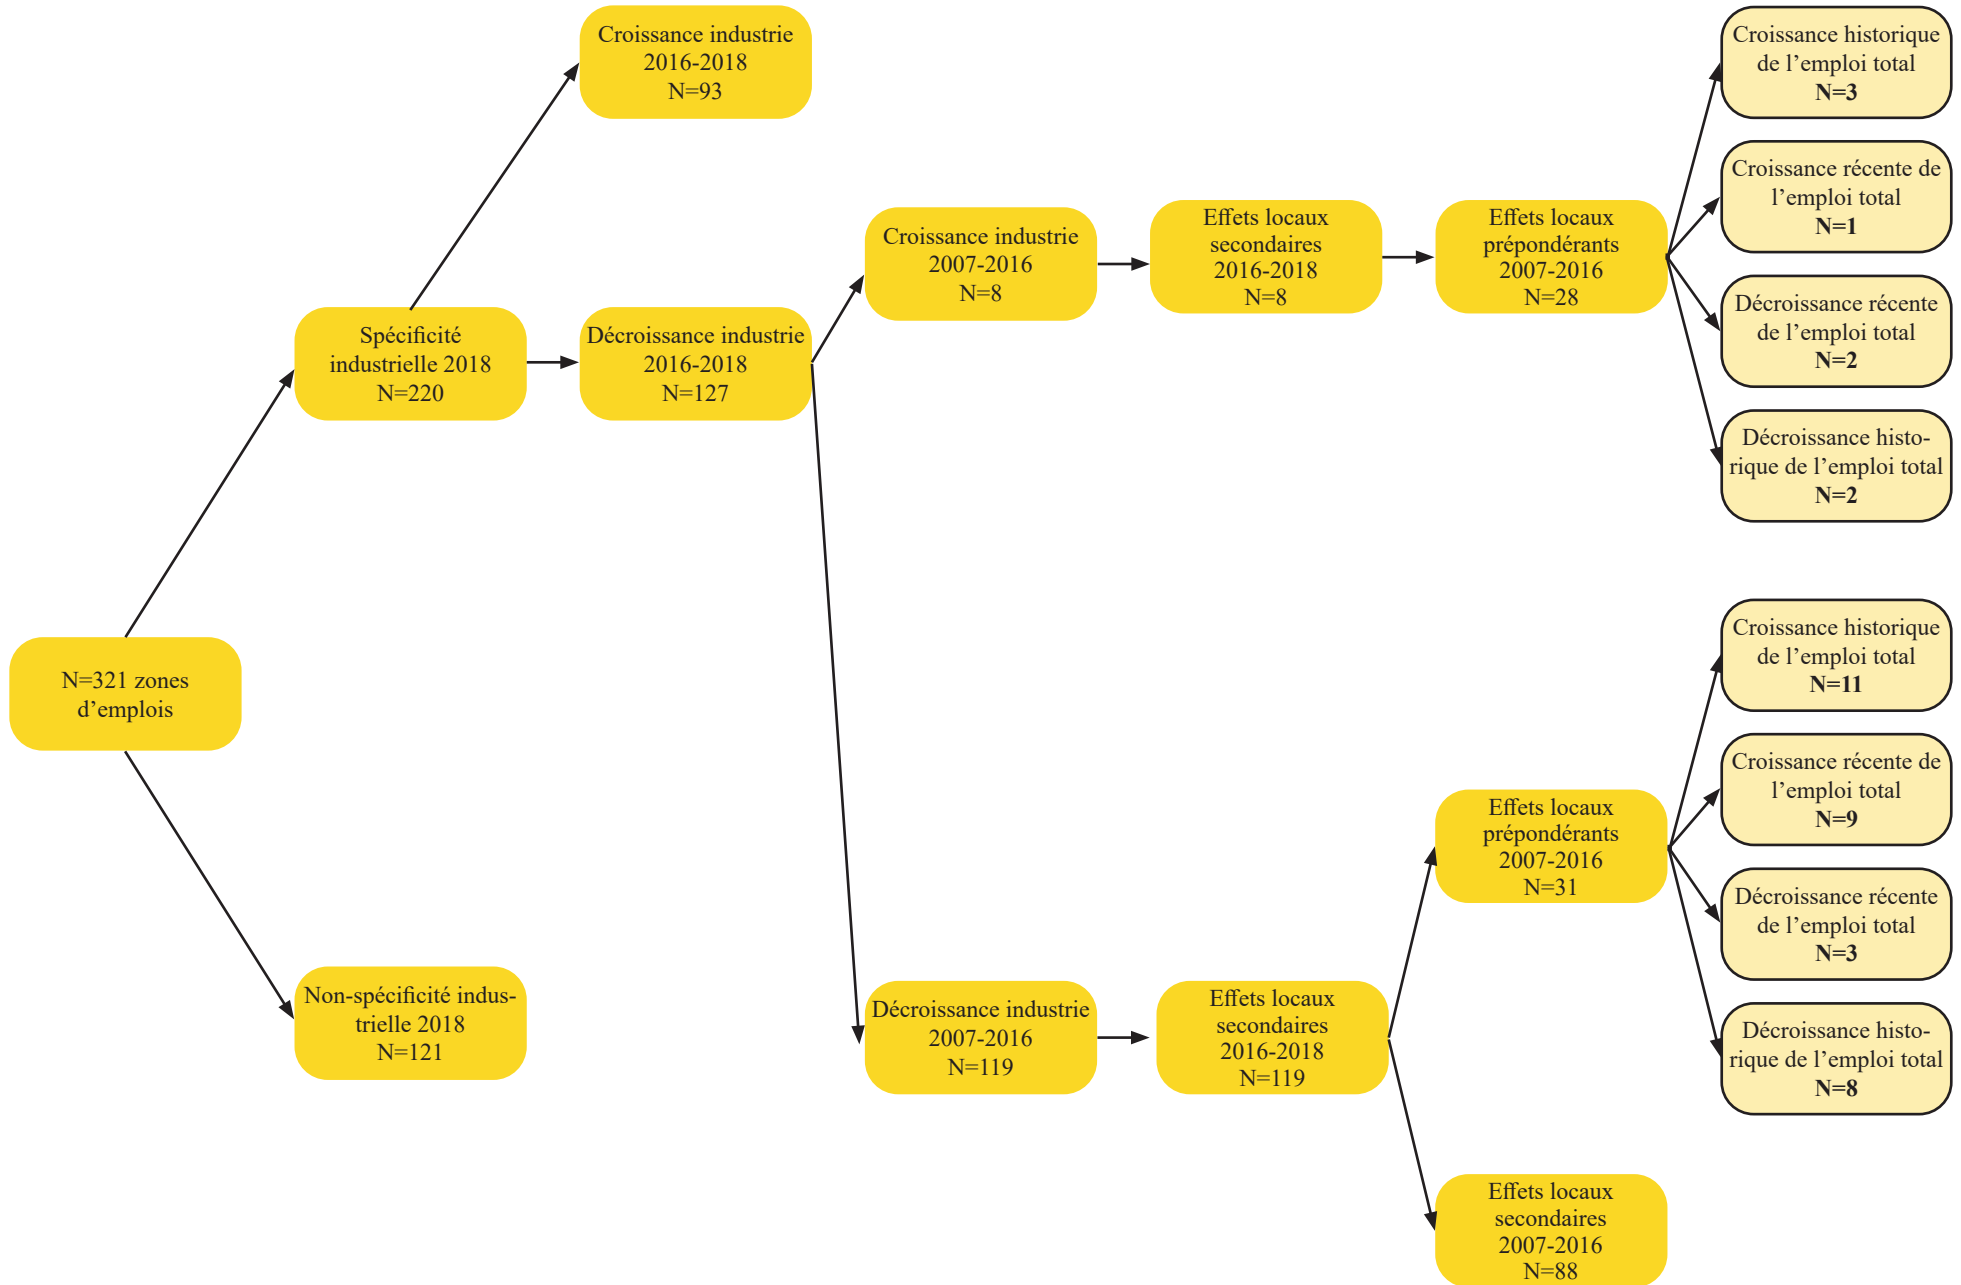 N=321 zones
d’emplois
Spécificité
industrielle 2018
N=220
Non-spécificité indus-
trielle 2018
N=121
Croissance industrie
2016-2018
N=93
Décroissance industrie
2016-2018
N=127
Croissance industrie
2007-2016
N=8
Décroissance industrie
2007-2016
N=119
Effets locaux
secondaires
2016-2018
N=8
Effets locaux
secondaires
2016-2018
N=119
Effets locaux
prépondérants
2007-2016
N=28
Effets locaux
prépondérants
2007-2016
N=31
Effets locaux
secondaires
2007-2016
N=88
Croissance historique
de l’emploi total
N=3
Croissance récente de
l’emploi total
N=1
Décroissance récente
de l’emploi total
N=2
Décroissance histo-
rique de l’emploi total
N=2
Croissance historique
de l’emploi total
N=11
Croissance récente de
l’emploi total
N=9
Décroissance récente
de l’emploi total
N=3
Décroissance histo-
rique de l’emploi total
N=8